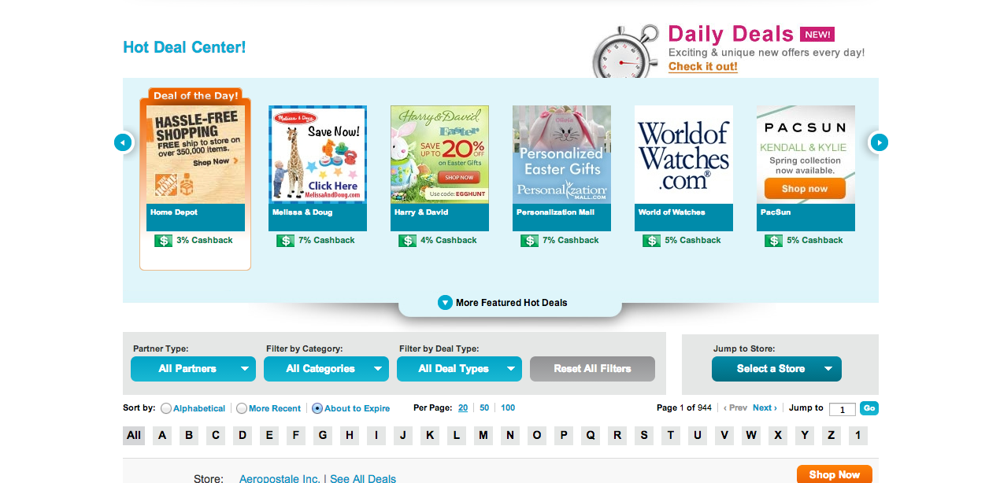 Hot Deal Center!
Daily Deals NEW!
Exciting & unique new offers every day!
Check it out!
Deal of the Day!
HASSLE-FREE
SHOPPING
FREE ship to store on
over 350,000 items.
Shop Now
THE HOME DEPOT
Home Depot
3% Cashback
Melissa & Doug
Save Now!
Click Here
MelissaAndDoug.com
Melissa & Doug
7% Cashback
Harry & David
Easter
SAVE UP TO 20% OFF
on Easter Gifts
SHOP NOW
Use code: EGGHUNT
Harry & David
4% Cashback
Olivia
Personalized
Easter Gifts
Personalization
MALL.COM
Personalization Mall
7% Cashback
World of
Watches®
.com
World of Watches
5% Cashback
PACSUN
KENDALL & KYLIE
Spring collection
now available.
Shop now
PacSun
5% Cashback
More Featured Hot Deals
Partner Type: Filter by Category: Filter by Deal Type: Jump to Store:
All Partners All Categories All Deal Types Reset All Filters Select a Store
Sort by: Alphabetical | More Recent | About to Expire Per Page: 20 | 50 | 100 Page 1 of 944 | ‹ Prev Next › | Jump to 1 Go
All A B C D E F G H I J K L M N O P Q R S T U V W X Y Z 1
Store: Aeropostale Inc. | See All Deals Shop Now